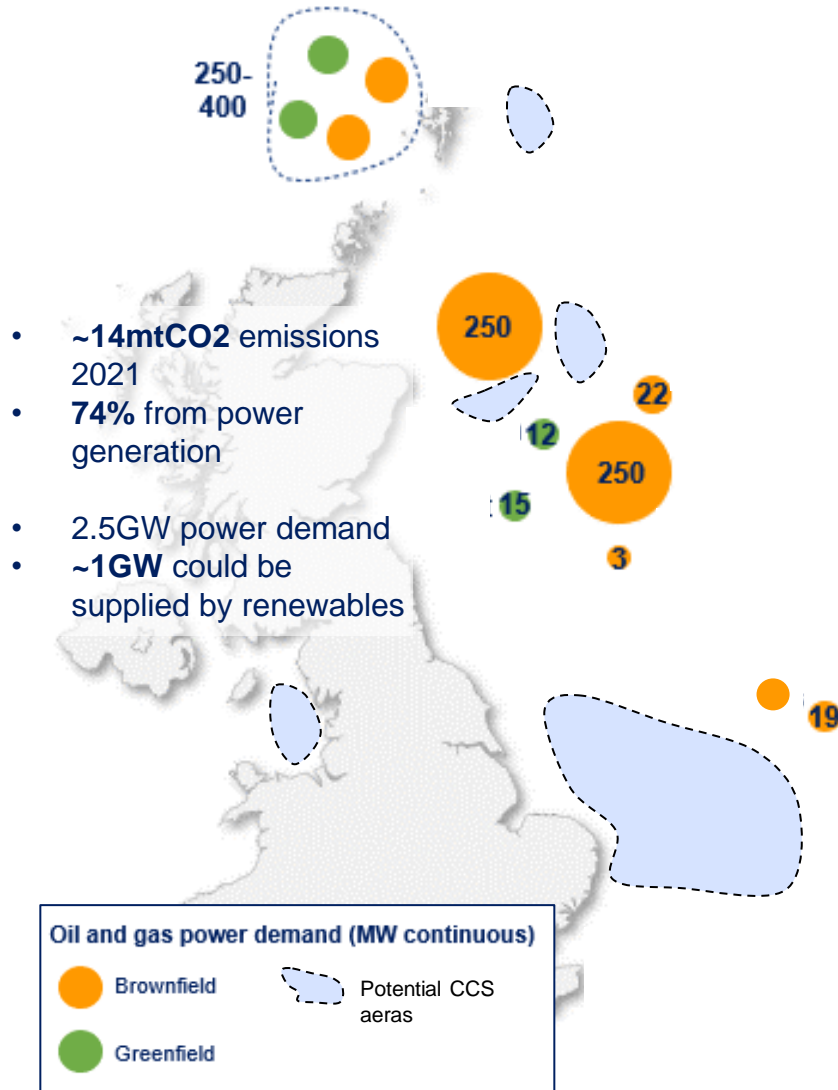 250-
400
250
22
12
250
15
3
19
• ~14mtCO2 emissions
2021
• 74% from power
generation
• 2.5GW power demand
• ~1GW could be
supplied by renewables
Oil and gas power demand (MW continuous)
Brownfield
Potential CCS
aeras
Greenfield